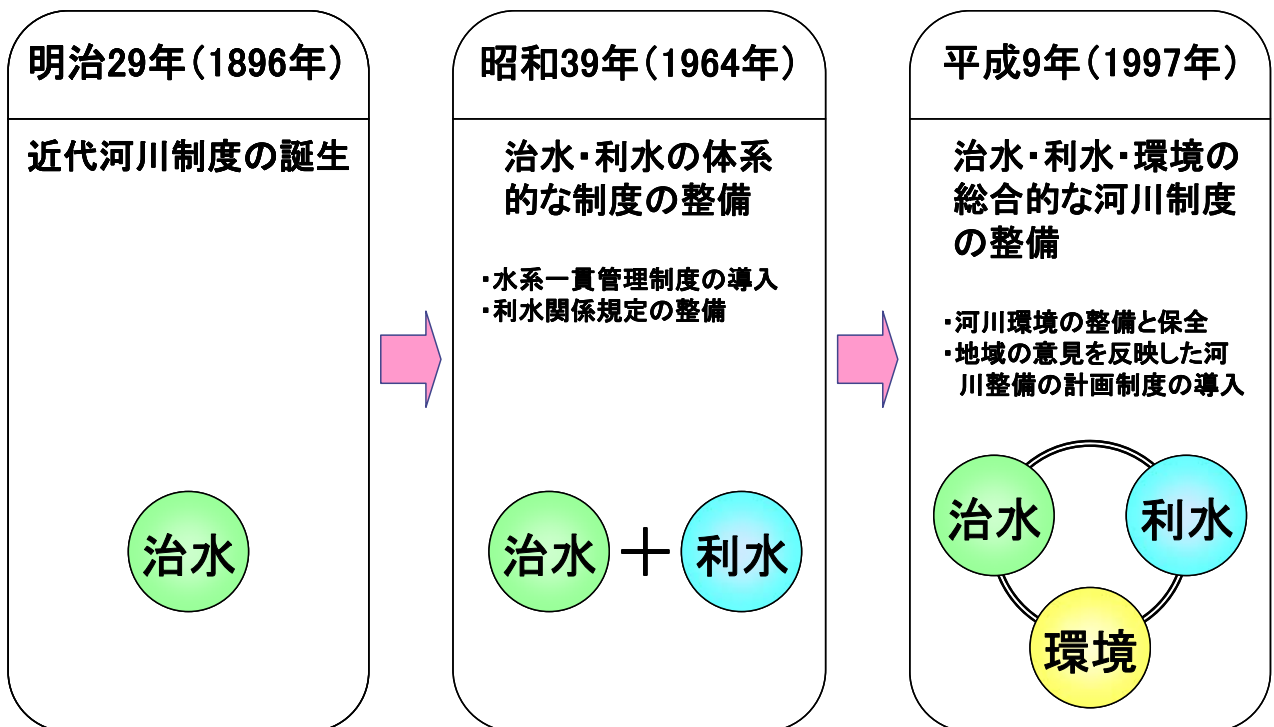 明治29年(1896年)
近代河川制度の誕生
治水
昭和39年(1964年)
治水・利水の体系
的な制度の整備
・水系一貫管理制度の導入
・利水関係規定の整備
治水+利水
平成9年(1997年)
治水・利水・環境の
総合的な河川制度
の整備
・河川環境の整備と保全
・地域の意見を反映した河
川整備の計画制度の導入
治水
利水
環境